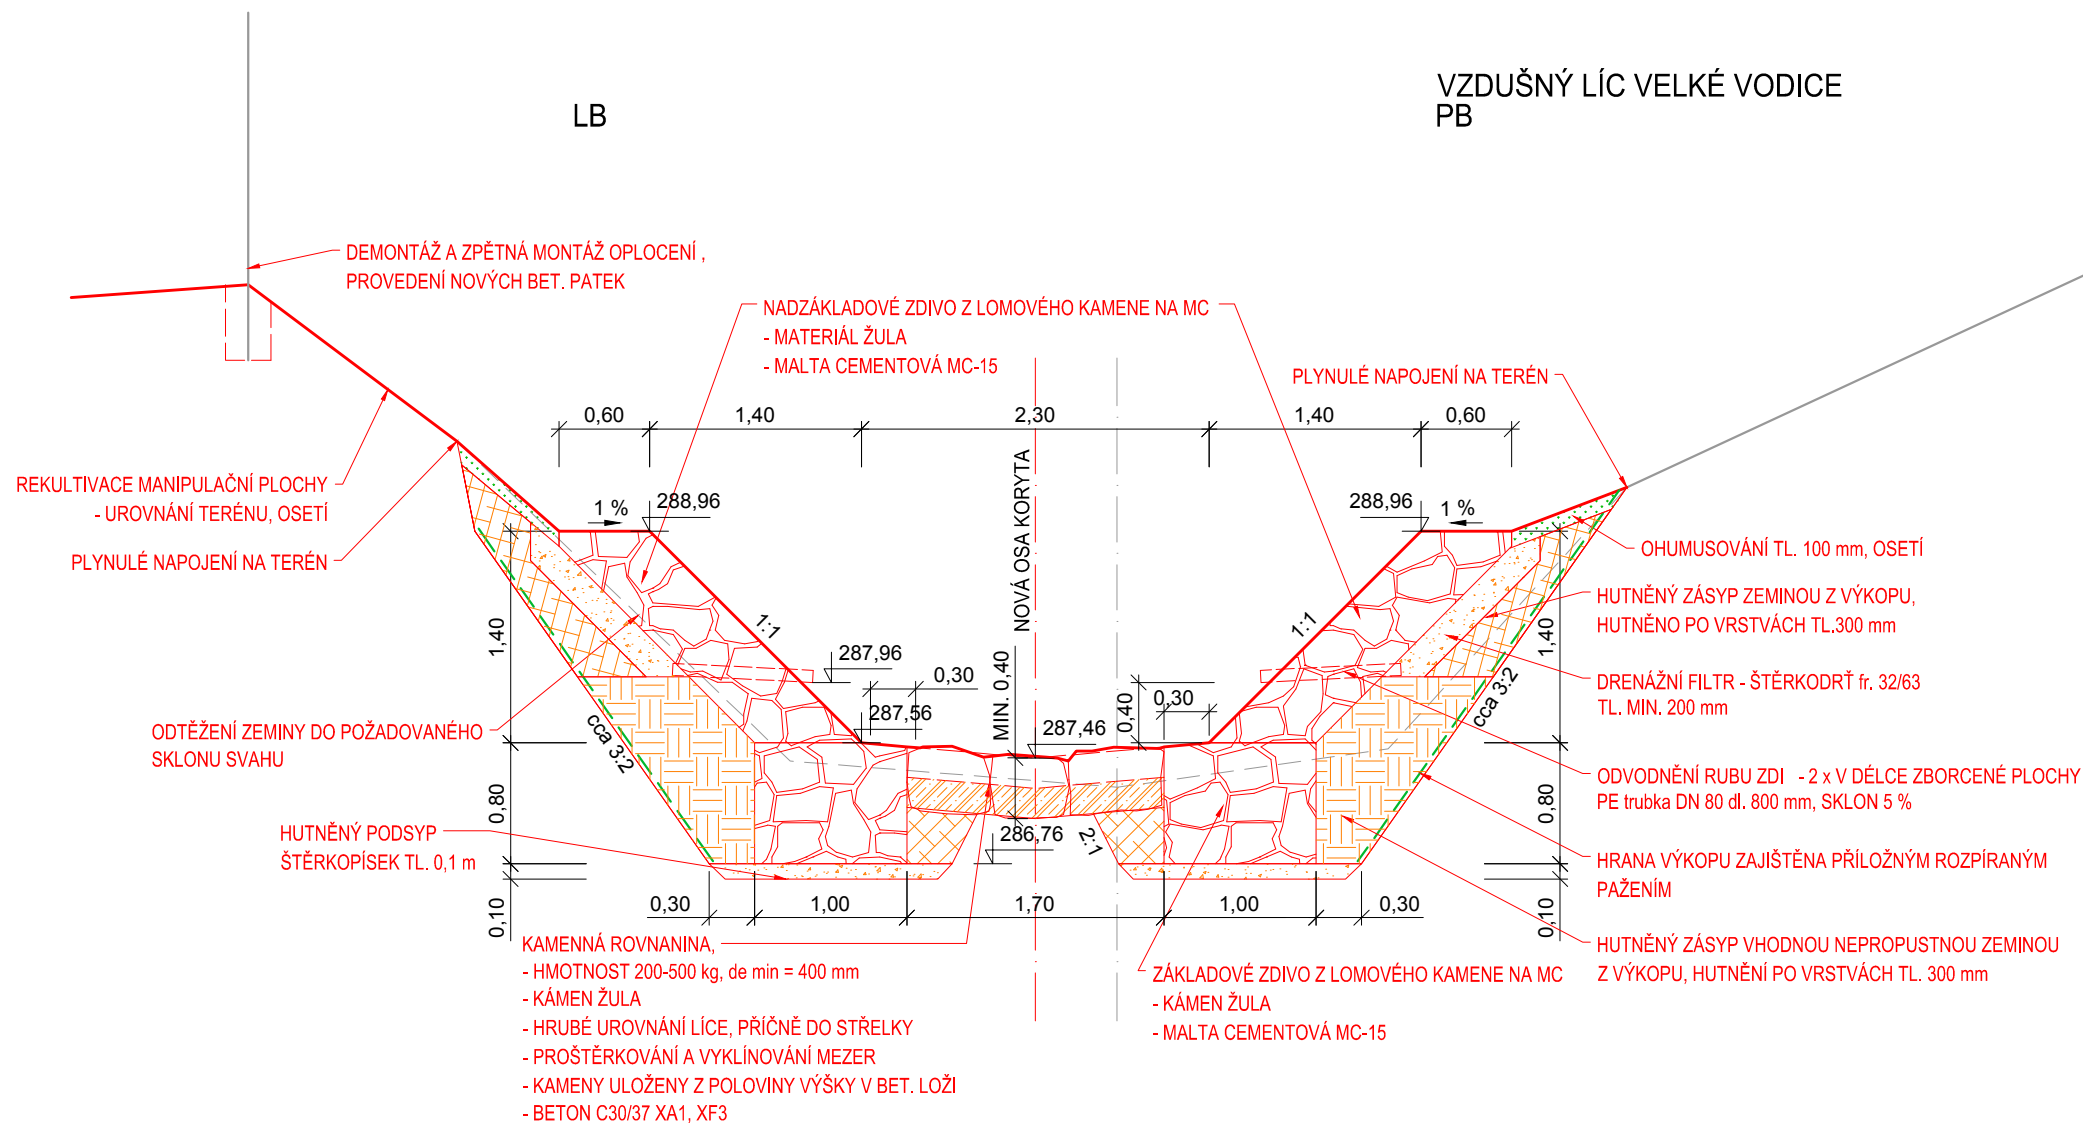 VZDUŠNÝ LÍC VELKÉ VODICE
LB
PB
DEMONTÁŽ A ZPĚTNÁ MONTÁŽ OPLOCENÍ ,
PROVEDENÍ NOVÝCH BET. PATEK
NADZÁKLADOVÉ ZDIVO Z LOMOVÉHO KAMENE NA MC
- MATERIÁL ŽULA
- MALTA CEMENTOVÁ MC-15
PLYNULÉ NAPOJENÍ NA TERÉN
0,60
1,40
2,30
1,40
0,60
REKULTIVACE MANIPULAČNÍ PLOCHY
- UROVNÁNÍ TERÉNU, OSETÍ
PLYNULÉ NAPOJENÍ NA TERÉN
1 %
288,96
NOVÁ OSA KORYTA
288,96
1 %
OHUMUSOVÁNÍ TL. 100 mm, OSETÍ
HUTNĚNÝ ZÁSYP ZEMINOU Z VÝKOPU,
HUTNĚNO PO VRSTVÁCH TL.300 mm
1,40
1:1
1:1
1,40
287,96
0,30
MIN. 0,40
0,40
0,30
DRENÁŽNÍ FILTR - ŠTĚRKODRŤ fr. 32/63
TL. MIN. 200 mm
ODTĚŽENÍ ZEMINY DO POŽADOVANÉHO
SKLONU SVAHU
cca 3:2
287,56
287,46
cca 3:2
ODVODNĚNÍ RUBU ZDI - 2 x V DÉLCE ZBORCENÉ PLOCHY
PE trubka DN 80 dl. 800 mm, SKLON 5 %
0,80
0,80
HUTNĚNÝ PODSYP
ŠTĚRKOPÍSEK TL. 0,1 m
286,76
2:1
HRANA VÝKOPU ZAJIŠTĚNA PŘÍLOŽNÝM ROZPÍRANÝM
PAŽENÍM
0,10
0,30
1,00
1,70
1,00
0,30
0,10
KAMENNÁ ROVNANINA,
- HMOTNOST 200-500 kg, de min = 400 mm
- KÁMEN ŽULA
- HRUBÉ UROVNÁNÍ LÍCE, PŘÍČNĚ DO STŘELKY
- PROŠTĚRKOVÁNÍ A VYKLÍNOVÁNÍ MEZER
- KAMENY ULOŽENY Z POLOVINY VÝŠKY V BET. LOŽI
- BETON C30/37 XA1, XF3
ZÁKLADOVÉ ZDIVO Z LOMOVÉHO KAMENE NA MC
- KÁMEN ŽULA
- MALTA CEMENTOVÁ MC-15
HUTNĚNÝ ZÁSYP VHODNOU NEPROPUSTNOU ZEMINOU
Z VÝKOPU, HUTNĚNÍ PO VRSTVÁCH TL. 300 mm